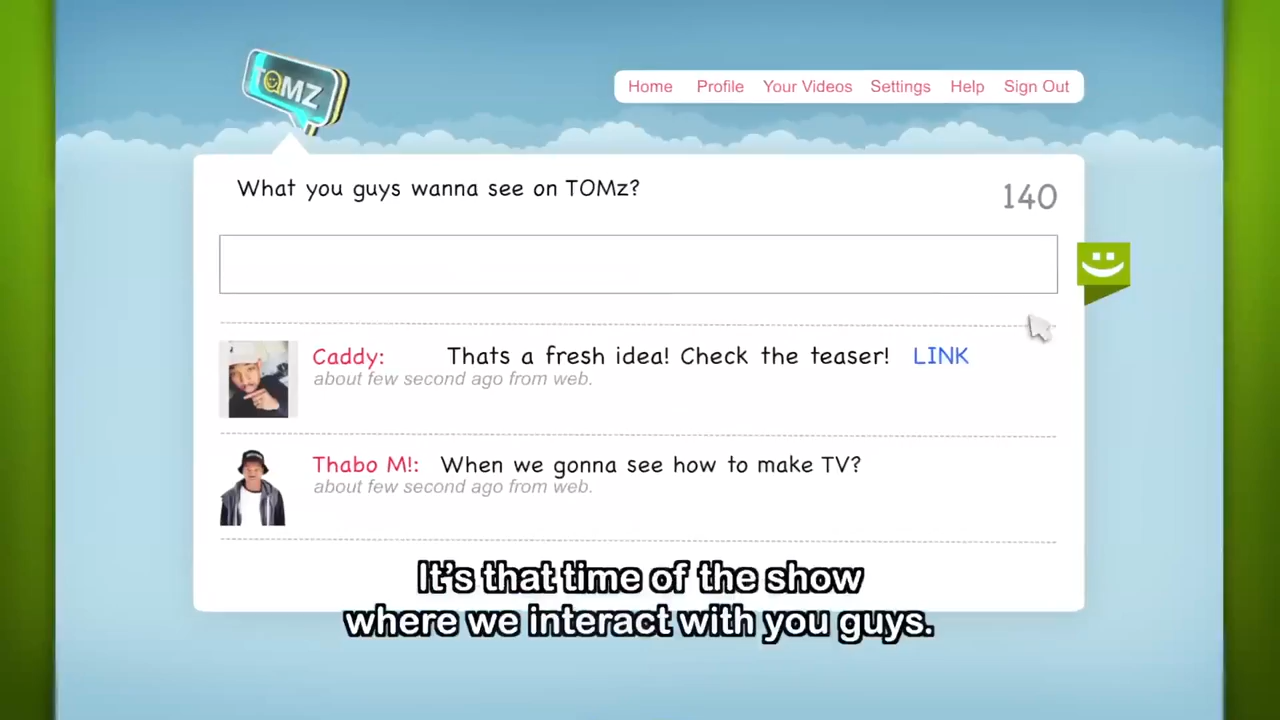 TOMZ
Home Profile Your Videos Settings Help Sign Out
What you guys wanna see on TOMz?
140
Caddy: Thats a fresh idea! Check the teaser! LINK
about few second ago from web.
Thabo M!: When we gonna see how to make TV?
about few second ago from web.
It's that time of the show
where we interact with you guys.